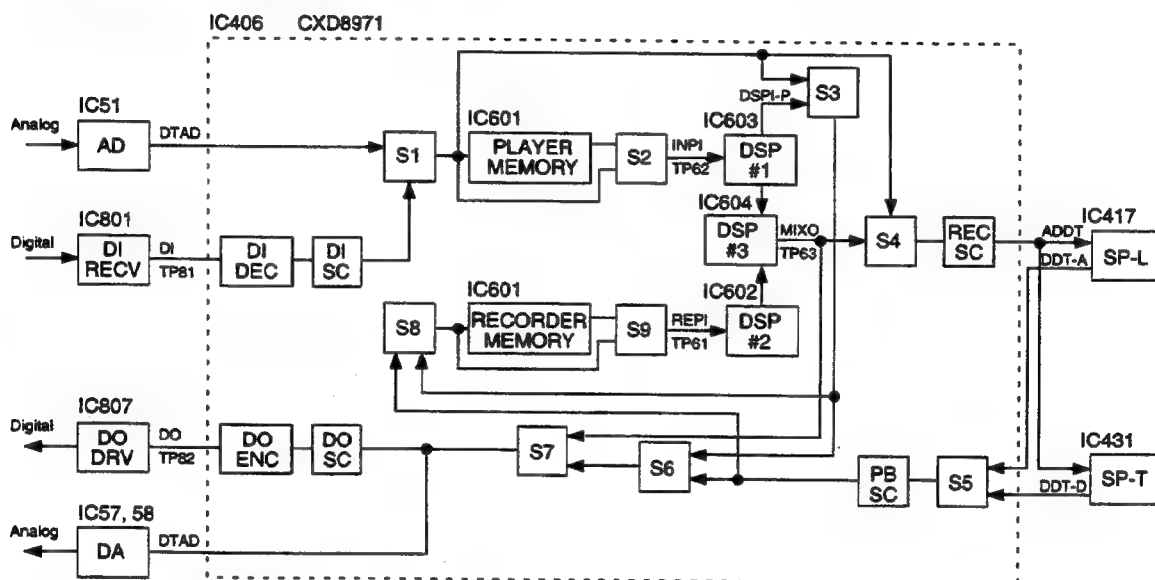 IC406 CXD8971
IC51
Analog
AD
DTAD
S1
IC601
PLAYER
MEMORY
S2
INPI
TP62
IC603
DSP
#1
DSPI-P
S3
IC801
Digital
DI
RECV
DI
TP81
DI
DEC
DI
SC
IC604
DSP
#3
MIXO
TP63
S4
REC
SC
ADDT
DDT-A
IC417
SP-L
S8
IC601
RECORDER
MEMORY
S9
REPI
TP61
IC602
DSP
#2
IC807
Digital
DO
DRV
DO
TP82
DO
ENC
DO
SC
S7
S6
PB
SC
S5
DDT-D
IC431
SP-T
IC57, 58
Analog
DA
DTAD